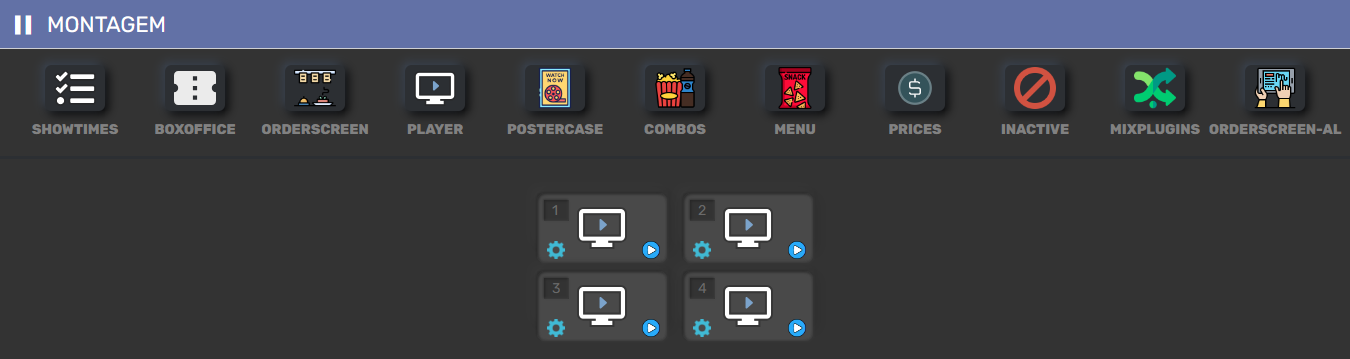 MONTAGEM
WATCH
NOW
SNACK
$
SHOWTIMES BOXOFFICE ORDERSCREEN PLAYER POSTERCASE COMBOS MENU PRICES INACTIVE MIXPLUGINS ORDERSCREEN-AL
1 2
3 4